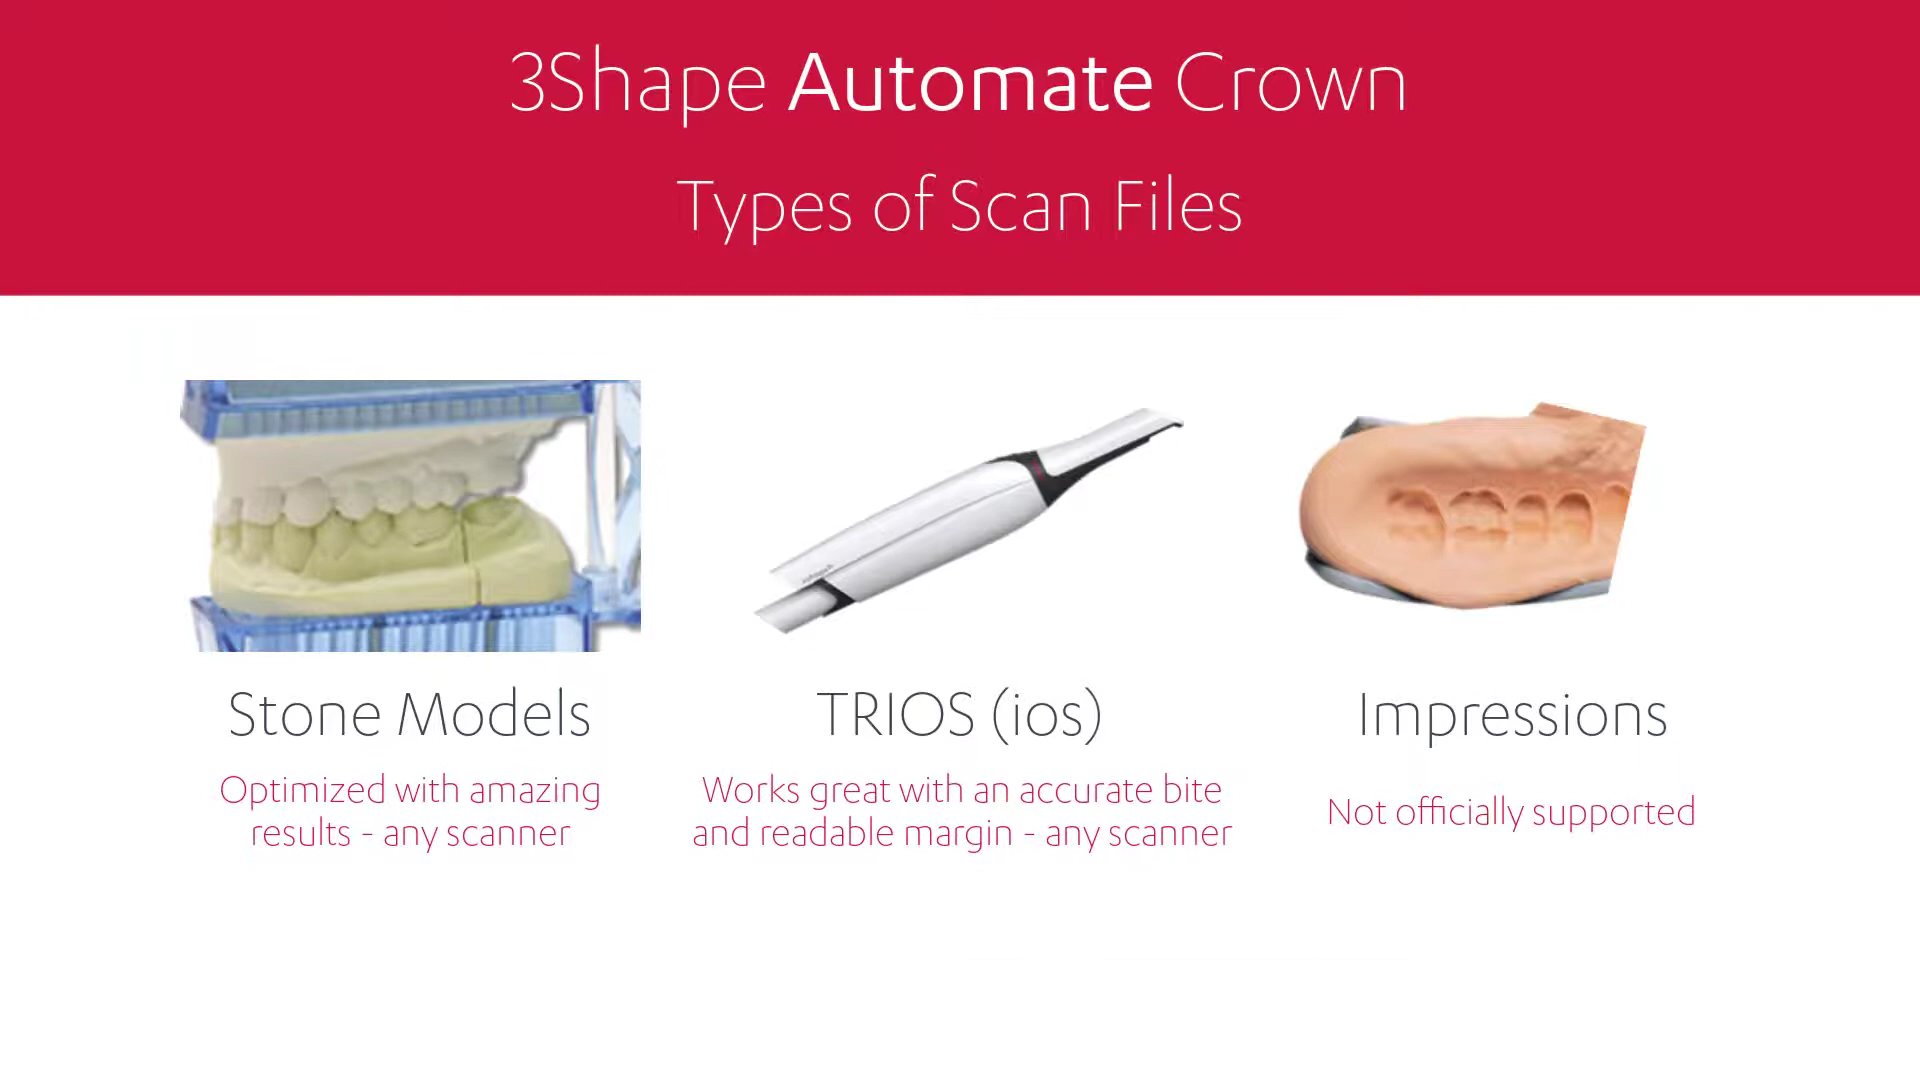 3Shape Automate Crown
Types of Scan Files
Stone Models
Optimized with amazing
results - any scanner
TRIOS (ios)
Works great with an accurate bite
and readable margin - any scanner
Impressions
Not officially supported